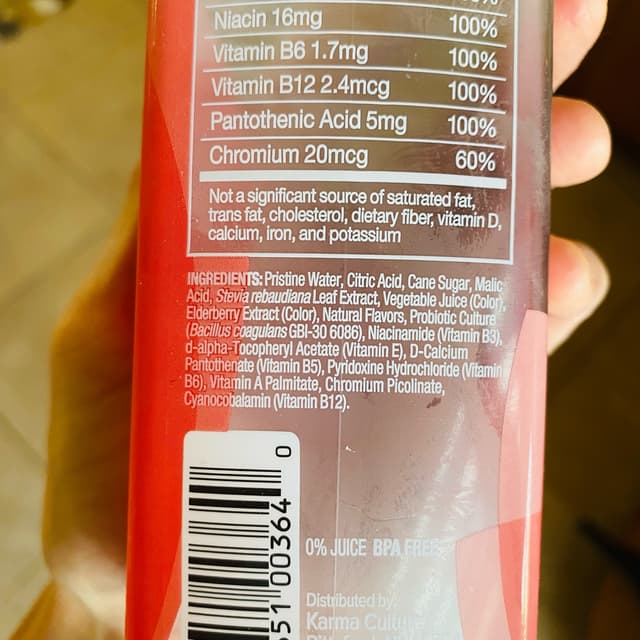 Niacin 16mg 100%
Vitamin B6 1.7mg 100%
Vitamin B12 2.4mcg 100%
Pantothenic Acid 5mg 100%
Chromium 20mcg 60%
Not a significant source of saturated fat,
trans fat, cholesterol, dietary fiber, vitamin D,
calcium, iron, and potassium
INGREDIENTS: Pristine Water, Citric Acid, Cane Sugar, Malic
Acid, Stevia rebaudiana Leaf Extract, Vegetable Juice (Color),
Elderberry Extract (Color), Natural Flavors, Probiotic Culture
(Bacillus coagulans GBI-30 6086), Niacinamide (Vitamin B3),
d-alpha-Tocopheryl Acetate (Vitamin E), D-Calcium
Pantothenate (Vitamin B5), Pyridoxine Hydrochloride (Vitamin
B6), Vitamin A Palmitate, Chromium Picolinate,
Cyanocobalamin (Vitamin B12).
51 00364 0
0% JUICE BPA FREE
Distributed by:
Karma Culture